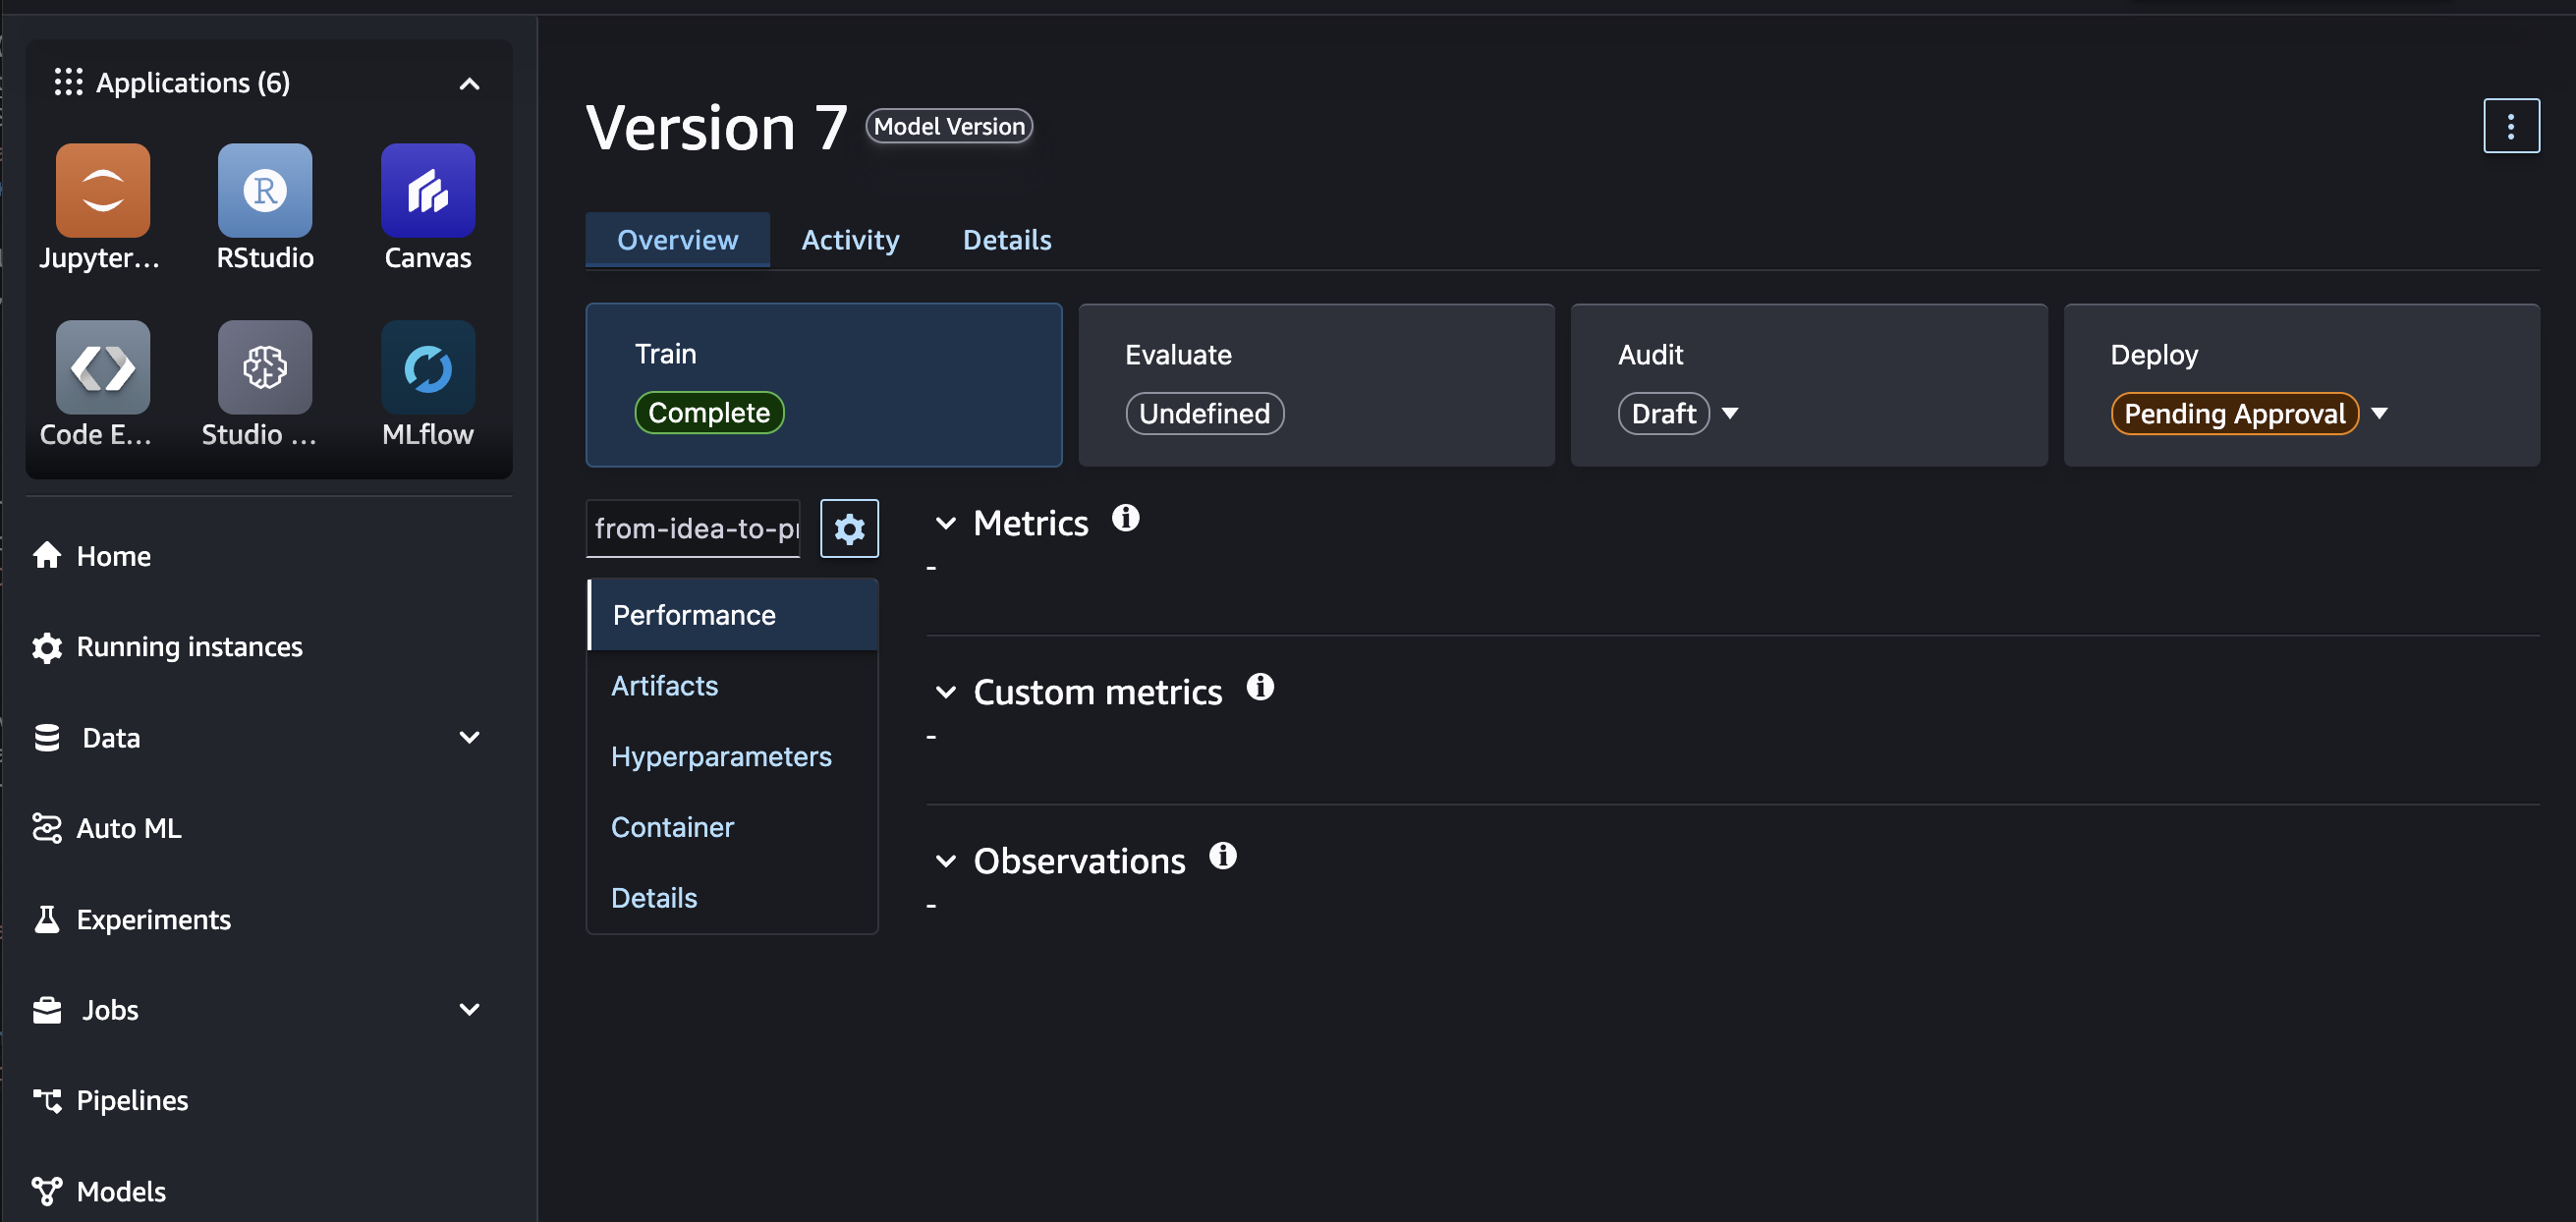 Applications (6)
Jupyter...
RStudio
Canvas
Code E...
Studio ...
MLflow
Home
Running instances
Data
Auto ML
Experiments
Jobs
Pipelines
Models
Version 7
Model Version
Overview
Activity
Details
Train
Complete
Evaluate
Undefined
Audit
Draft
Deploy
Pending Approval
from-idea-to-pr
Performance
Artifacts
Hyperparameters
Container
Details
Metrics
-
Custom metrics
-
Observations
-